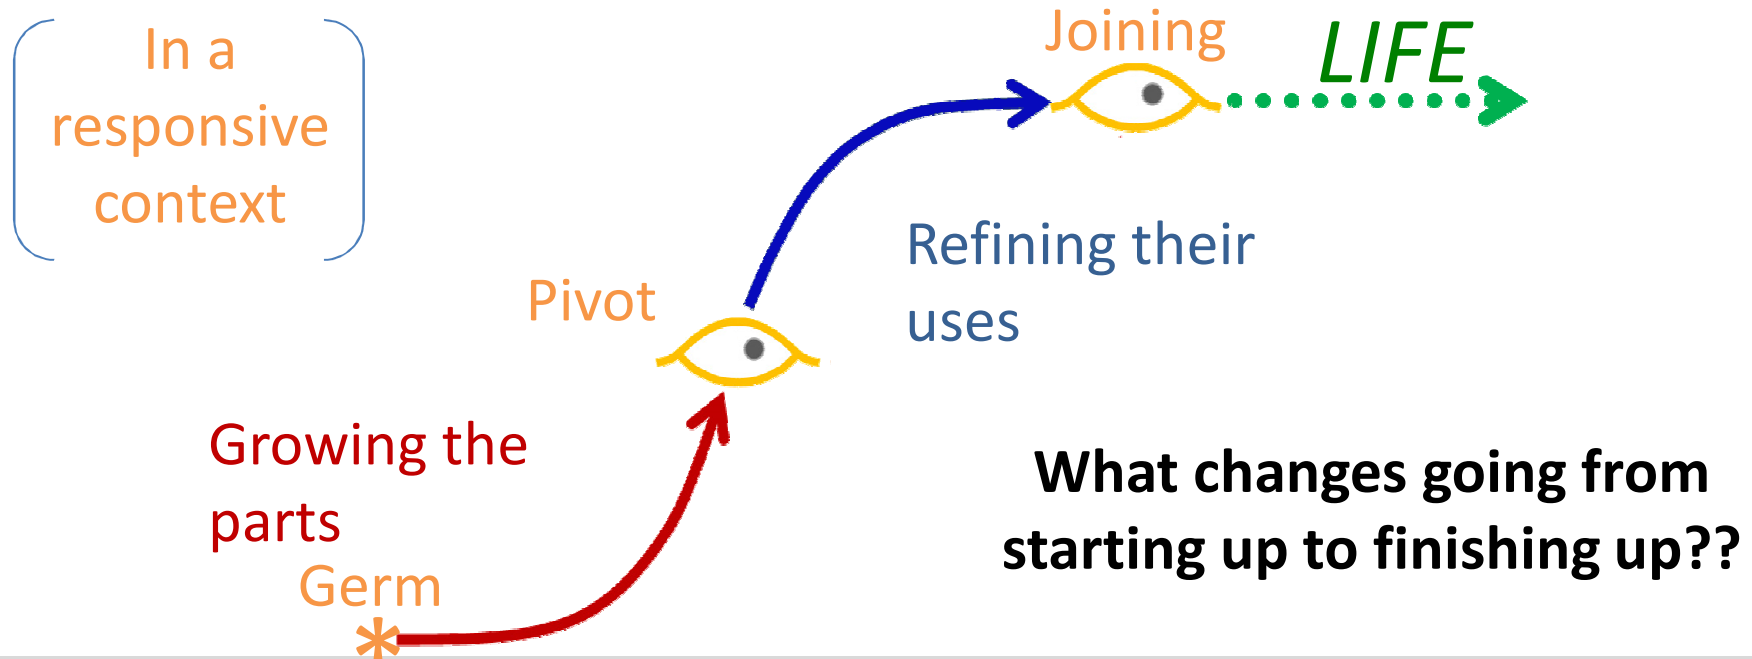 In a
responsive
context
Joining
LIFE
Refining their
uses
Pivot
Growing the
parts
Germ
*
What changes going from
starting up to finishing up??